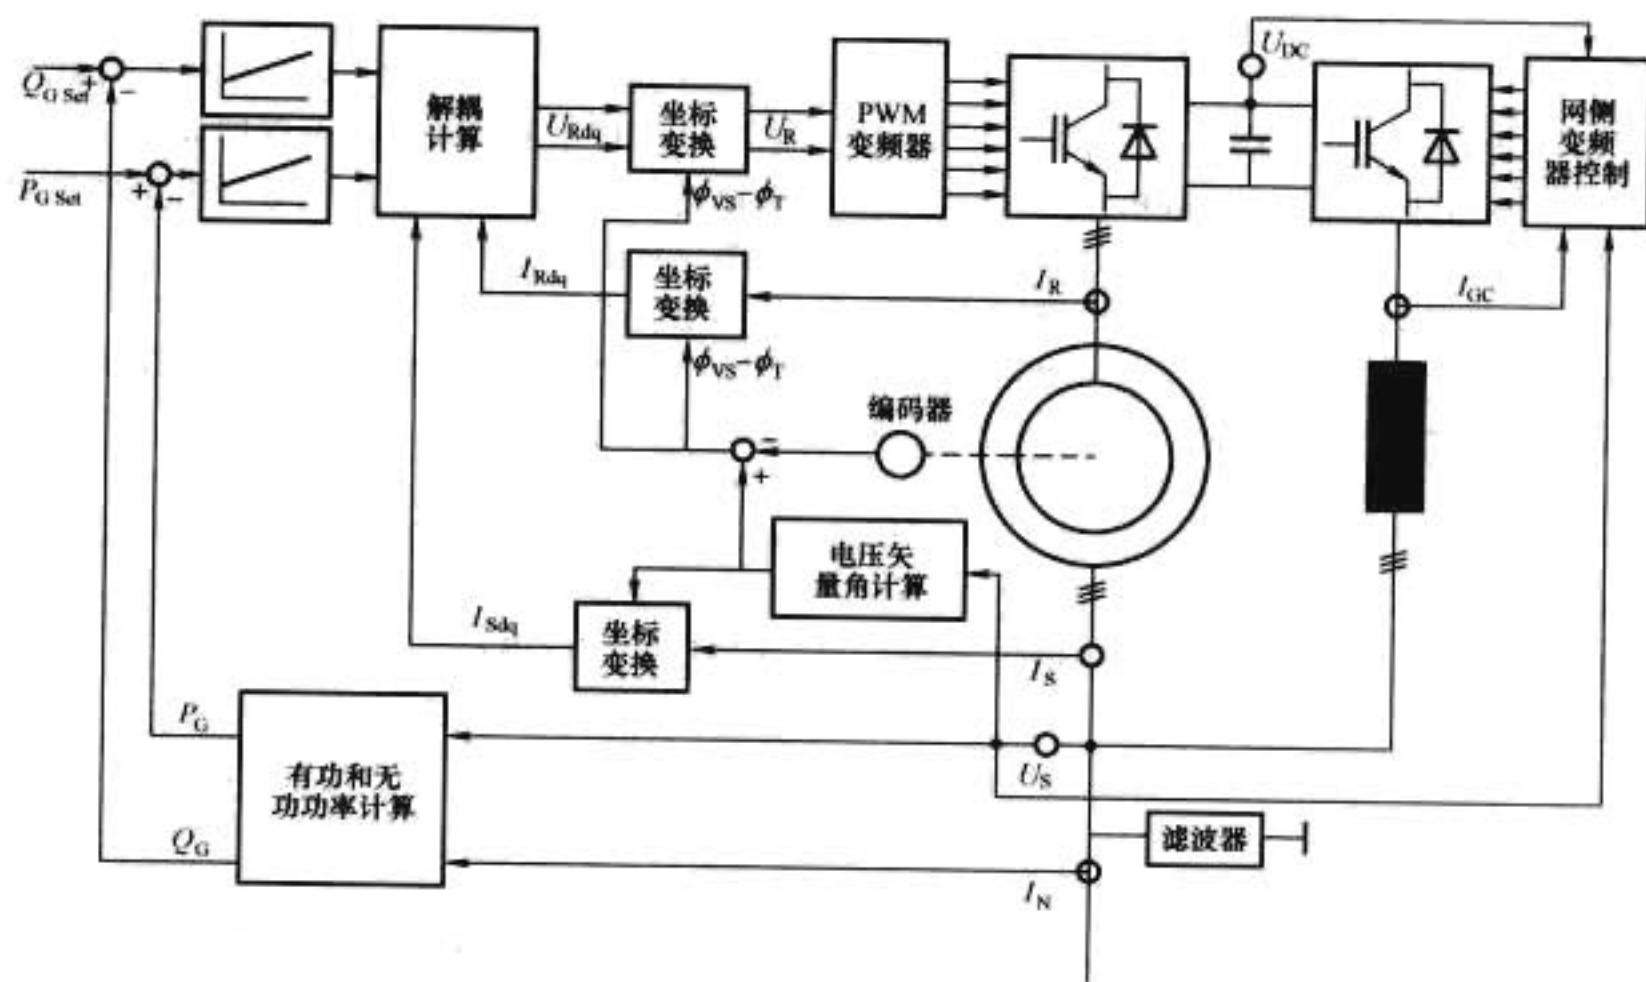 Q_G Set
+
-
P_G Set
+
-
解耦
计算
U_Rdq
坐标
变换
U_R
PWM
变频器
U_DC
网侧
变频
器控制
ϕ_VS-ϕ_T
I_Rdq
坐标
变换
I_R
I_GC
ϕ_VS-ϕ_T
编码器
-
+
电压矢
量角计算
I_Sdq
坐标
变换
I_S
P_G
有功和无
功功率计算
U_S
Q_G
滤波器
I_N